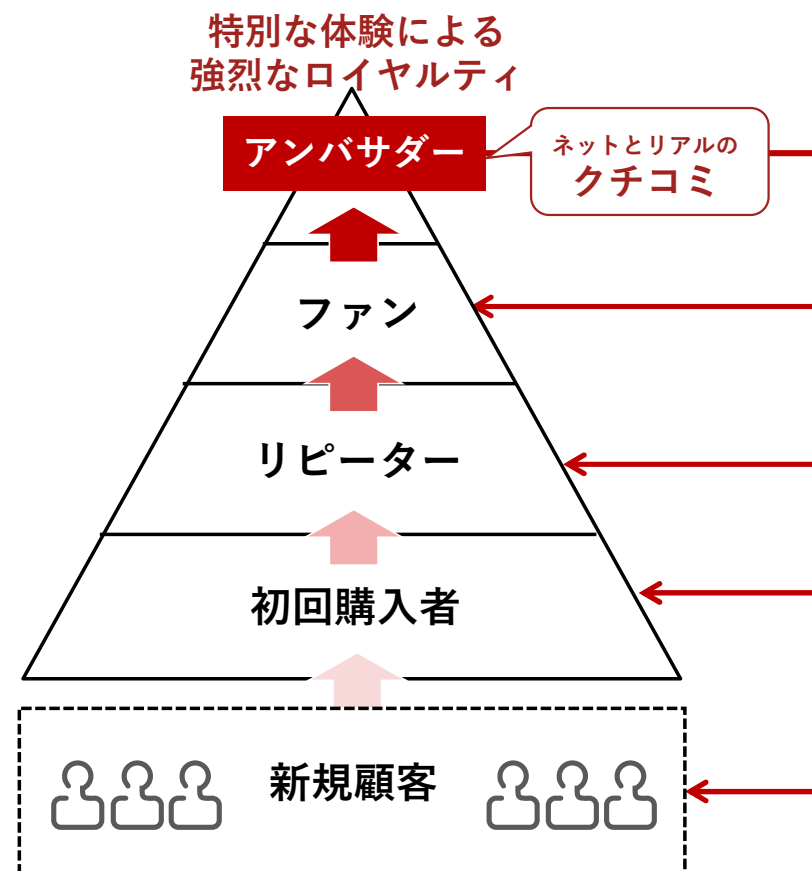 特別な体験による
強烈なロイヤルティ
アンバサダー
ネットとリアルの
クチコミ
ファン
リピーター
初回購入者
新規顧客